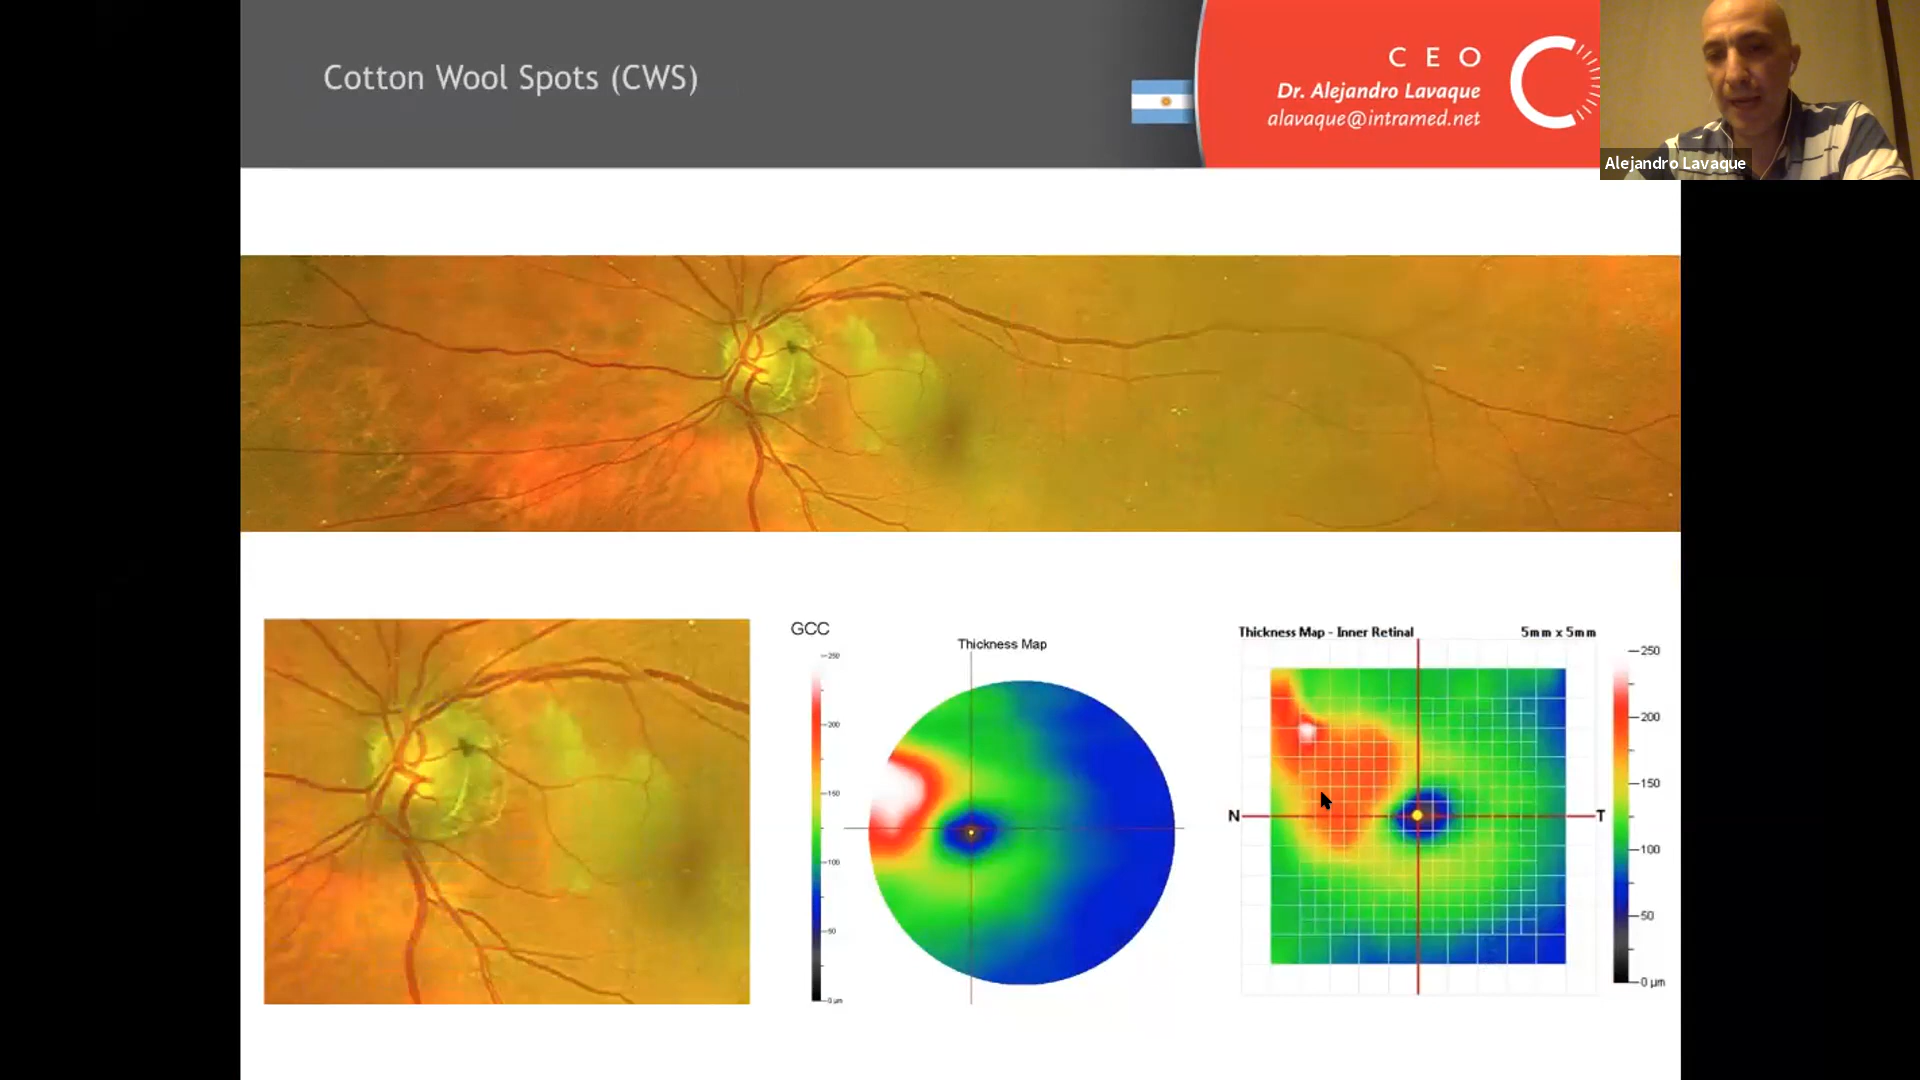 Cotton Wool Spots (CWS)
CEO
Dr. Alejandro Lavaque
alavaque@intramed.net
Alejandro Lavaque
GCC
Thickness Map
250
200
150
100
50
0 µm
Thickness Map - Inner Retinal 5mm x 5mm
N
T
250
200
150
100
50
0 µm